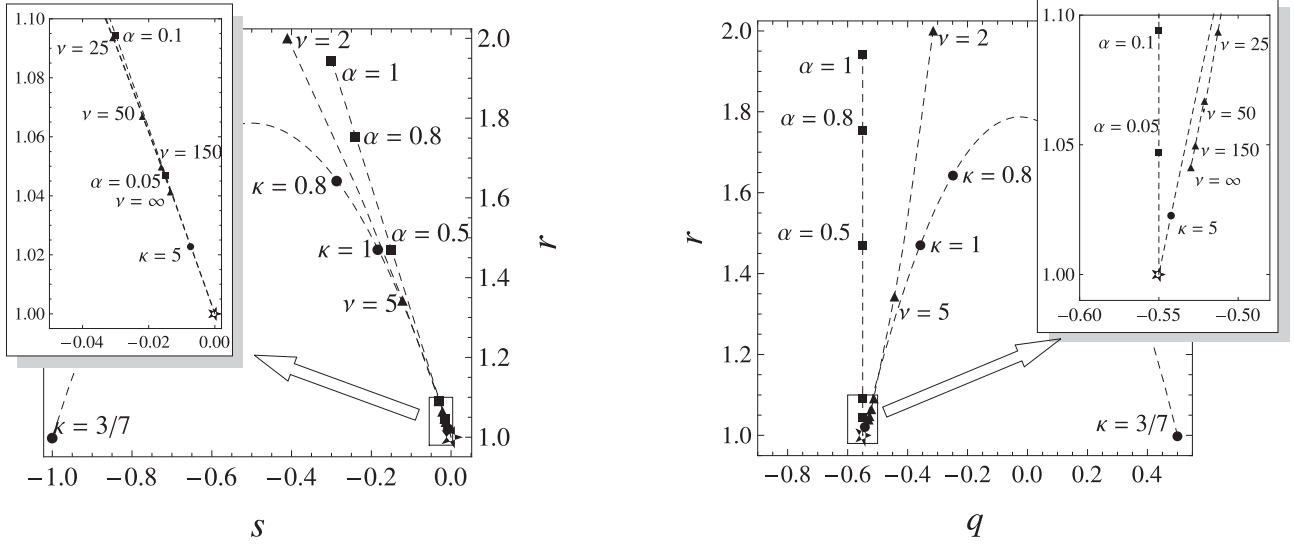 1.10
1.08
1.06
1.04
1.02
1.00
−0.04 −0.02 0.00
α = 0.1
ν = 25
ν = 50
ν = 150
α = 0.05
ν = ∞
κ = 5
ν = 2
α = 1
α = 0.8
κ = 0.8
α = 0.5
κ = 1
ν = 5
κ = 3/7
2.0
1.8
1.6
1.4
1.2
1.0
r
−1.0 −0.8 −0.6 −0.4 −0.2 0.0
s
2.0
1.8
1.6
1.4
1.2
1.0
r
ν = 2
α = 1
α = 0.8
κ = 0.8
α = 0.5
κ = 1
ν = 5
κ = 3/7
−0.8 −0.6 −0.4 −0.2 0.0 0.2 0.4
q
1.10
1.05
1.00
α = 0.1
ν = 25
ν = 50
α = 0.05
ν = 150
ν = ∞
κ = 5
−0.60 −0.55 −0.50